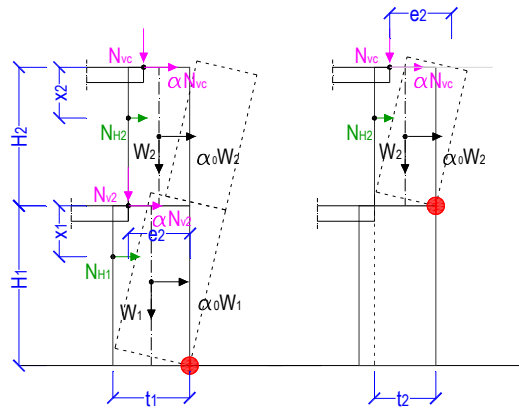 e2
Nvc
αNvc
x2
NH2
H2
W2
α0W2
Nv2
αNv2
x1
e2
NH1
H1
W1
α0W1
t1
Nvc
NH2
W2
α0W2
t2